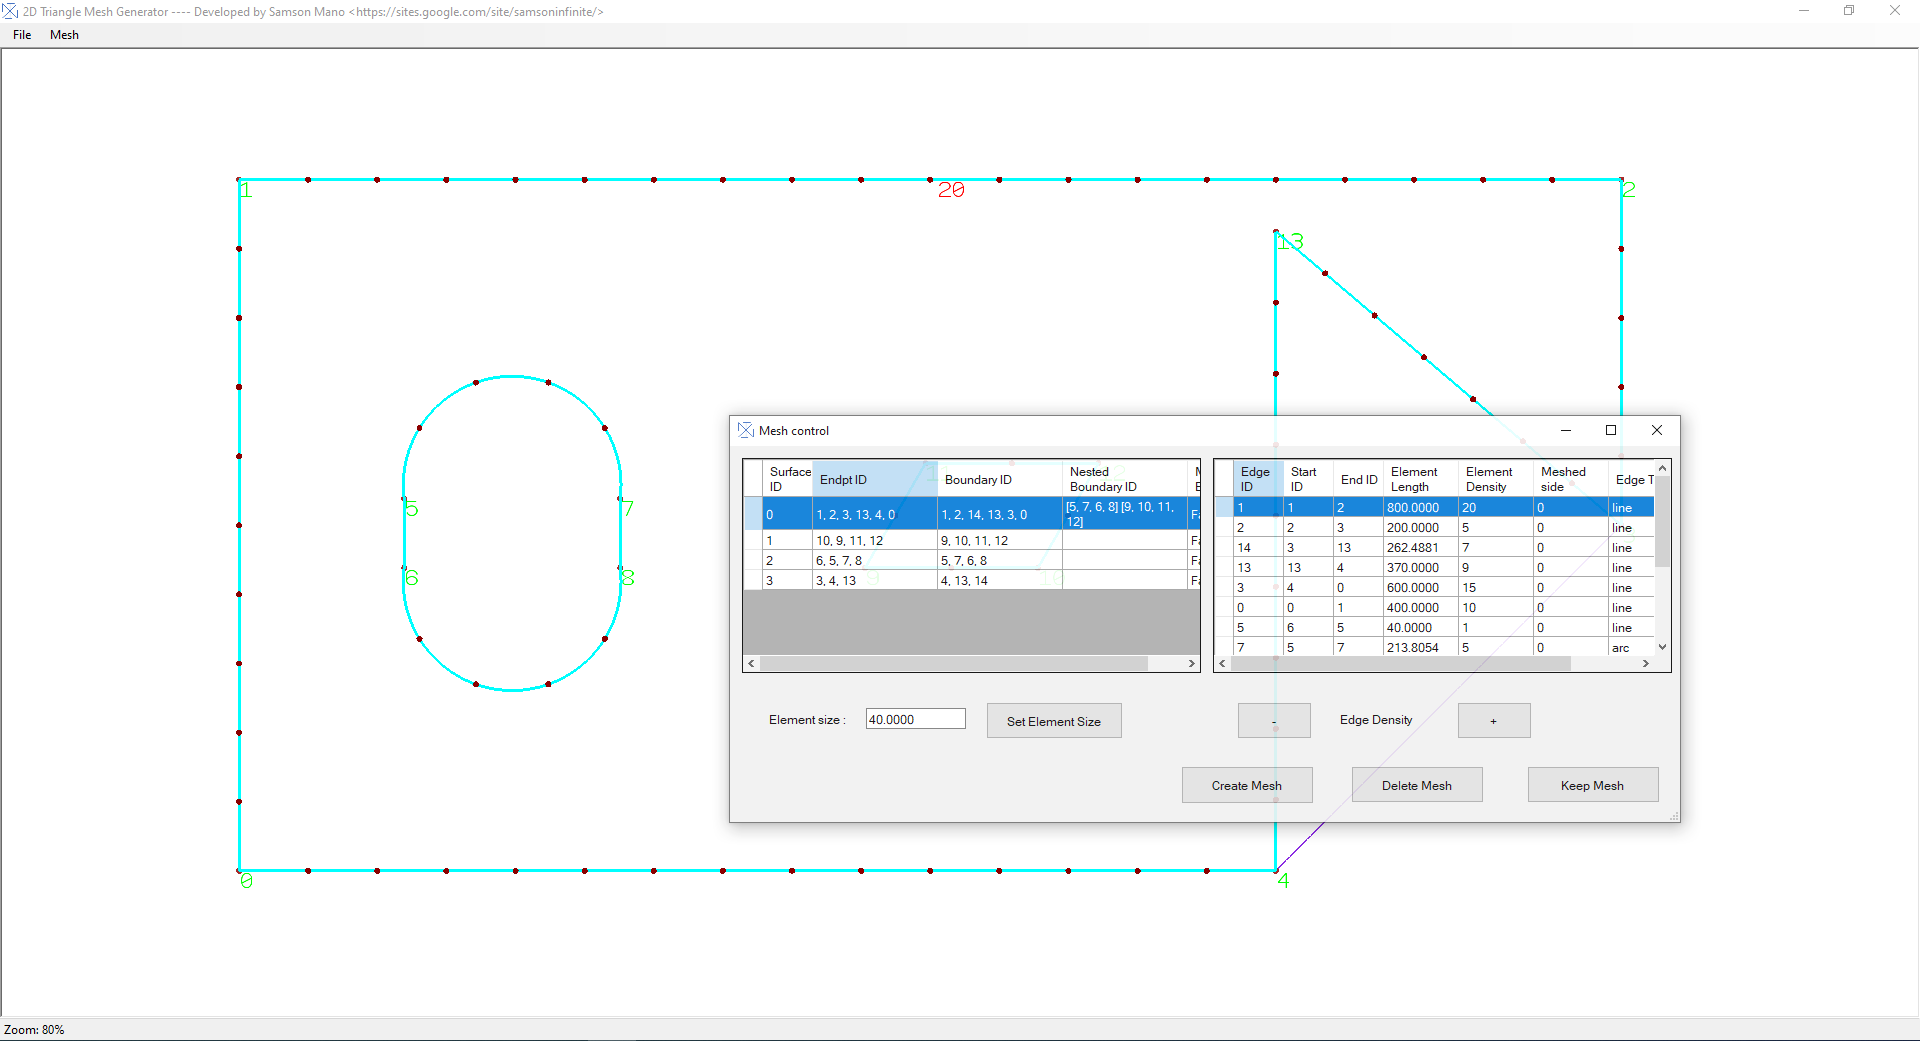 2D Triangle Mesh Generator ---- Developed by Samson Mano <https://sites.google.com/site/samsoninfinite/>
File Mesh
1 20 2
13
5 7
6 8
0 4
Mesh control
Surface ID Endpt ID Boundary ID Nested Boundary ID
0 1, 2, 3, 13, 4, 0 1, 2, 14, 13, 3, 0 [5, 7, 6, 8] [9, 10, 11, 12] Fa
1 10, 9, 11, 12 9, 10, 11, 12 Fa
2 6, 5, 7, 8 5, 7, 6, 8 Fa
3 3, 4, 13 4, 13, 14 Fa
9 10
Edge ID Start ID End ID Element Length Element Density Meshed side Edge T
1 1 2 800.0000 20 0 line
2 2 3 200.0000 5 0 line
14 3 13 262.4881 7 0 line
13 13 4 370.0000 9 0 line
3 4 0 600.0000 15 0 line
0 0 1 400.0000 10 0 line
5 6 5 40.0000 1 0 line
7 5 7 213.8054 5 0 arc
Element size : 40.0000 Set Element Size
- Edge Density +
Create Mesh Delete Mesh Keep Mesh
Zoom: 80%